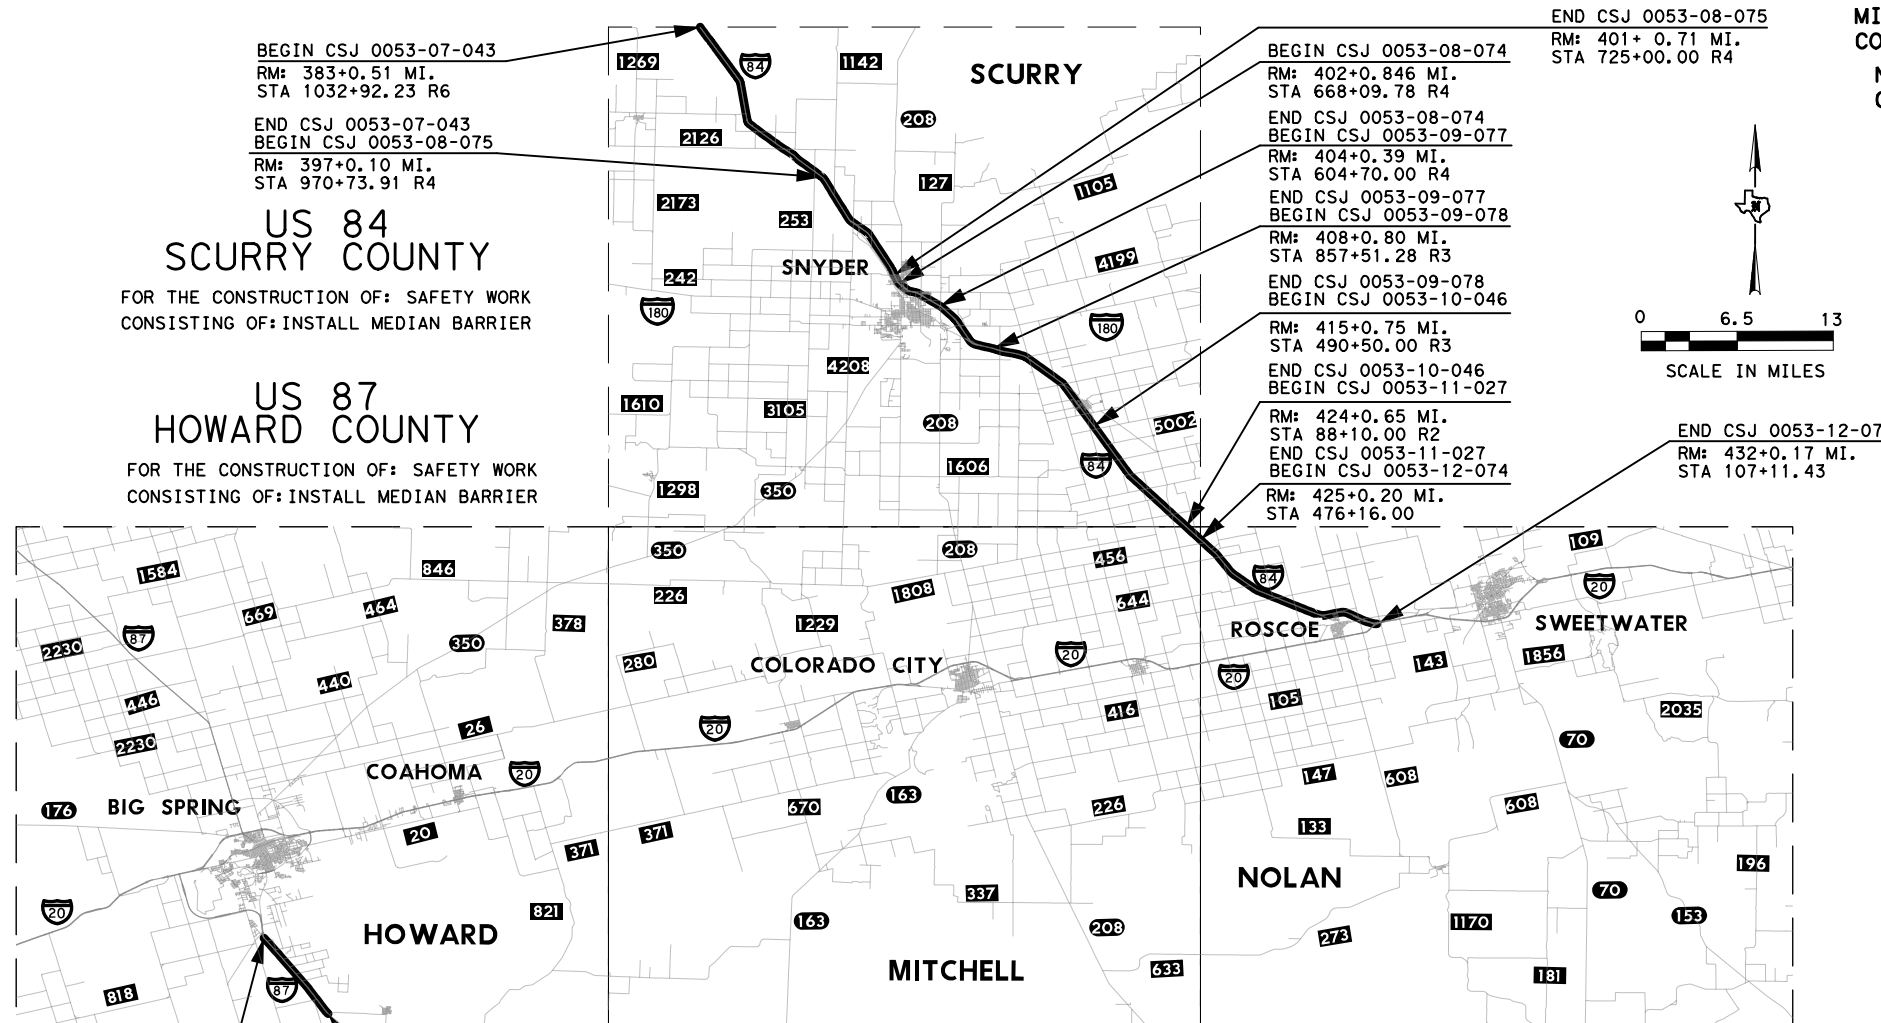 BEGIN CSJ 0053-07-043
RM: 383+0.51 MI.
STA 1032+92.23 R6
END CSJ 0053-07-043
BEGIN CSJ 0053-08-075
RM: 397+0.10 MI.
STA 970+73.91 R4
US 84
SCURRY COUNTY
FOR THE CONSTRUCTION OF: SAFETY WORK
CONSISTING OF: INSTALL MEDIAN BARRIER
US 87
HOWARD COUNTY
FOR THE CONSTRUCTION OF: SAFETY WORK
CONSISTING OF: INSTALL MEDIAN BARRIER
END CSJ 0053-08-075
RM: 401+ 0.71 MI.
STA 725+00.00 R4
BEGIN CSJ 0053-08-074
RM: 402+0.846 MI.
STA 668+09.78 R4
END CSJ 0053-08-074
BEGIN CSJ 0053-09-077
RM: 404+0.39 MI.
STA 604+70.00 R4
END CSJ 0053-09-077
BEGIN CSJ 0053-09-078
RM: 408+0.80 MI.
STA 857+51.28 R3
END CSJ 0053-09-078
BEGIN CSJ 0053-10-046
RM: 415+0.75 MI.
STA 490+50.00 R3
END CSJ 0053-10-046
BEGIN CSJ 0053-11-027
RM: 424+0.65 MI.
STA 88+10.00 R2
END CSJ 0053-11-027
BEGIN CSJ 0053-12-074
RM: 425+0.20 MI.
STA 476+16.00
END CSJ 0053-12-07
RM: 432+0.17 MI.
STA 107+11.43
MI
CO
N
0 6.5 13
SCALE IN MILES
1269
84
1142
SCURRY
208
2126
127
1105
2173
253
SNYDER
4199
242
180
180
4208
1610
3105
208
5002
1606
84
1298
350
350
208
456
109
1584
846
226
1808
84
20
669
464
644
378
1229
ROSCOE
SWEETWATER
87
350
2230
280
COLORADO CITY
20
143
1856
440
20
446
105
26
20
416
2035
2230
70
COAHOMA
20
147
608
176
BIG SPRING
670
163
226
608
20
371
371
133
196
NOLAN
337
70
20
821
163
208
1170
153
HOWARD
273
MITCHELL
633
181
87
818